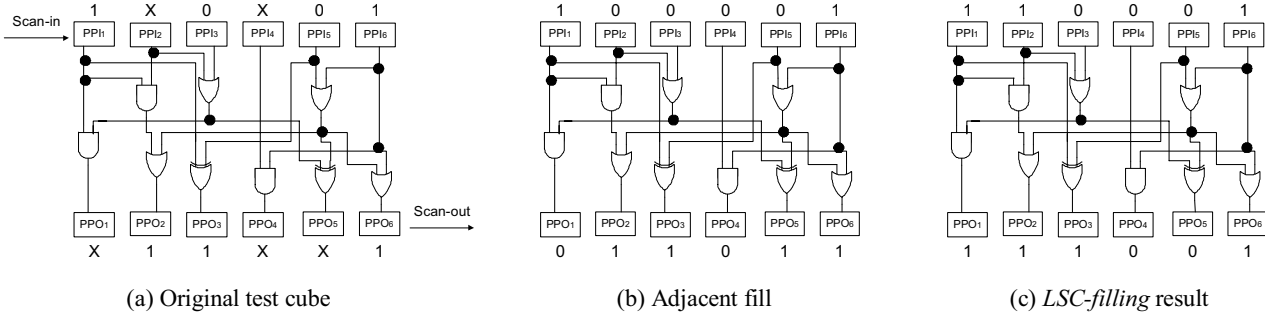 1 X 0 X 0 1 1 0 0 0 0 1 1 1 0 0 0 1
Scan-in
PPI1 PPI2 PPI3 PPI4 PPI5 PPI6 PPI1 PPI2 PPI3 PPI4 PPI5 PPI6 PPI1 PPI2 PPI3 PPI4 PPI5 PPI6
Scan-out
PPO1 PPO2 PPO3 PPO4 PPO5 PPO6 PPO1 PPO2 PPO3 PPO4 PPO5 PPO6 PPO1 PPO2 PPO3 PPO4 PPO5 PPO6
X 1 1 X X 1 0 1 1 0 1 1 1 1 1 0 0 1
(a) Original test cube (b) Adjacent fill (c) LSC-filling result